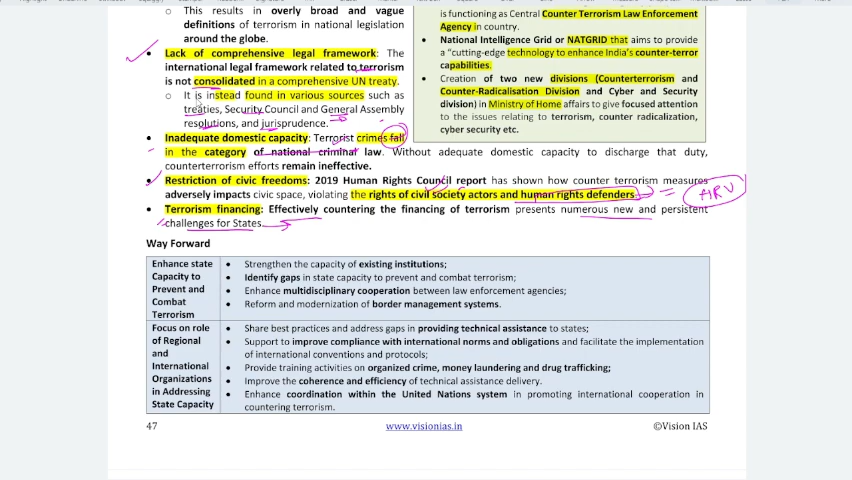 o This results in overly broad and vague
definitions of terrorism in national legislation
around the globe.
• Lack of comprehensive legal framework: The
international legal framework related to terrorism
is not consolidated in a comprehensive UN treaty.
o It is instead found in various sources such as
treaties, Security Council and General Assembly
resolutions, and jurisprudence.
is functioning as Central Counter Terrorism Law Enforcement
Agency in country.
• National Intelligence Grid or NATGRID that aims to provide
a "cutting-edge technology to enhance India's counter-terror
capabilities.
• Creation of two new divisions (Counterterrorism and
Counter-Radicalisation Division and Cyber and Security
division) in Ministry of Home affairs to give focused attention
to the issues relating to terrorism, counter radicalization,
cyber security etc.
• Inadequate domestic capacity: Terrorist crimes fall
in the category of national criminal law. Without adequate domestic capacity to discharge that duty,
counterterrorism efforts remain ineffective.
• Restriction of civic freedoms: 2019 Human Rights Council report has shown how counter terrorism measures
adversely impacts civic space, violating the rights of civil society actors and human rights defenders.
• Terrorism financing: Effectively countering the financing of terrorism presents numerous new and persistent
challenges for States.
Way Forward
Enhance state
Capacity to
Prevent and
Combat
Terrorism
• Strengthen the capacity of existing institutions;
• Identify gaps in state capacity to prevent and combat terrorism;
• Enhance multidisciplinary cooperation between law enforcement agencies;
• Reform and modernization of border management systems.
Focus on role
of Regional
and
International
Organizations
in Addressing
State Capacity
• Share best practices and address gaps in providing technical assistance to states;
• Support to improve compliance with international norms and obligations and facilitate the implementation
of international conventions and protocols;
• Provide training activities on organized crime, money laundering and drug trafficking;
• Improve the coherence and efficiency of technical assistance delivery.
• Enhance coordination within the United Nations system in promoting international cooperation in
countering terrorism.
47 www.visionias.in ©Vision IAS